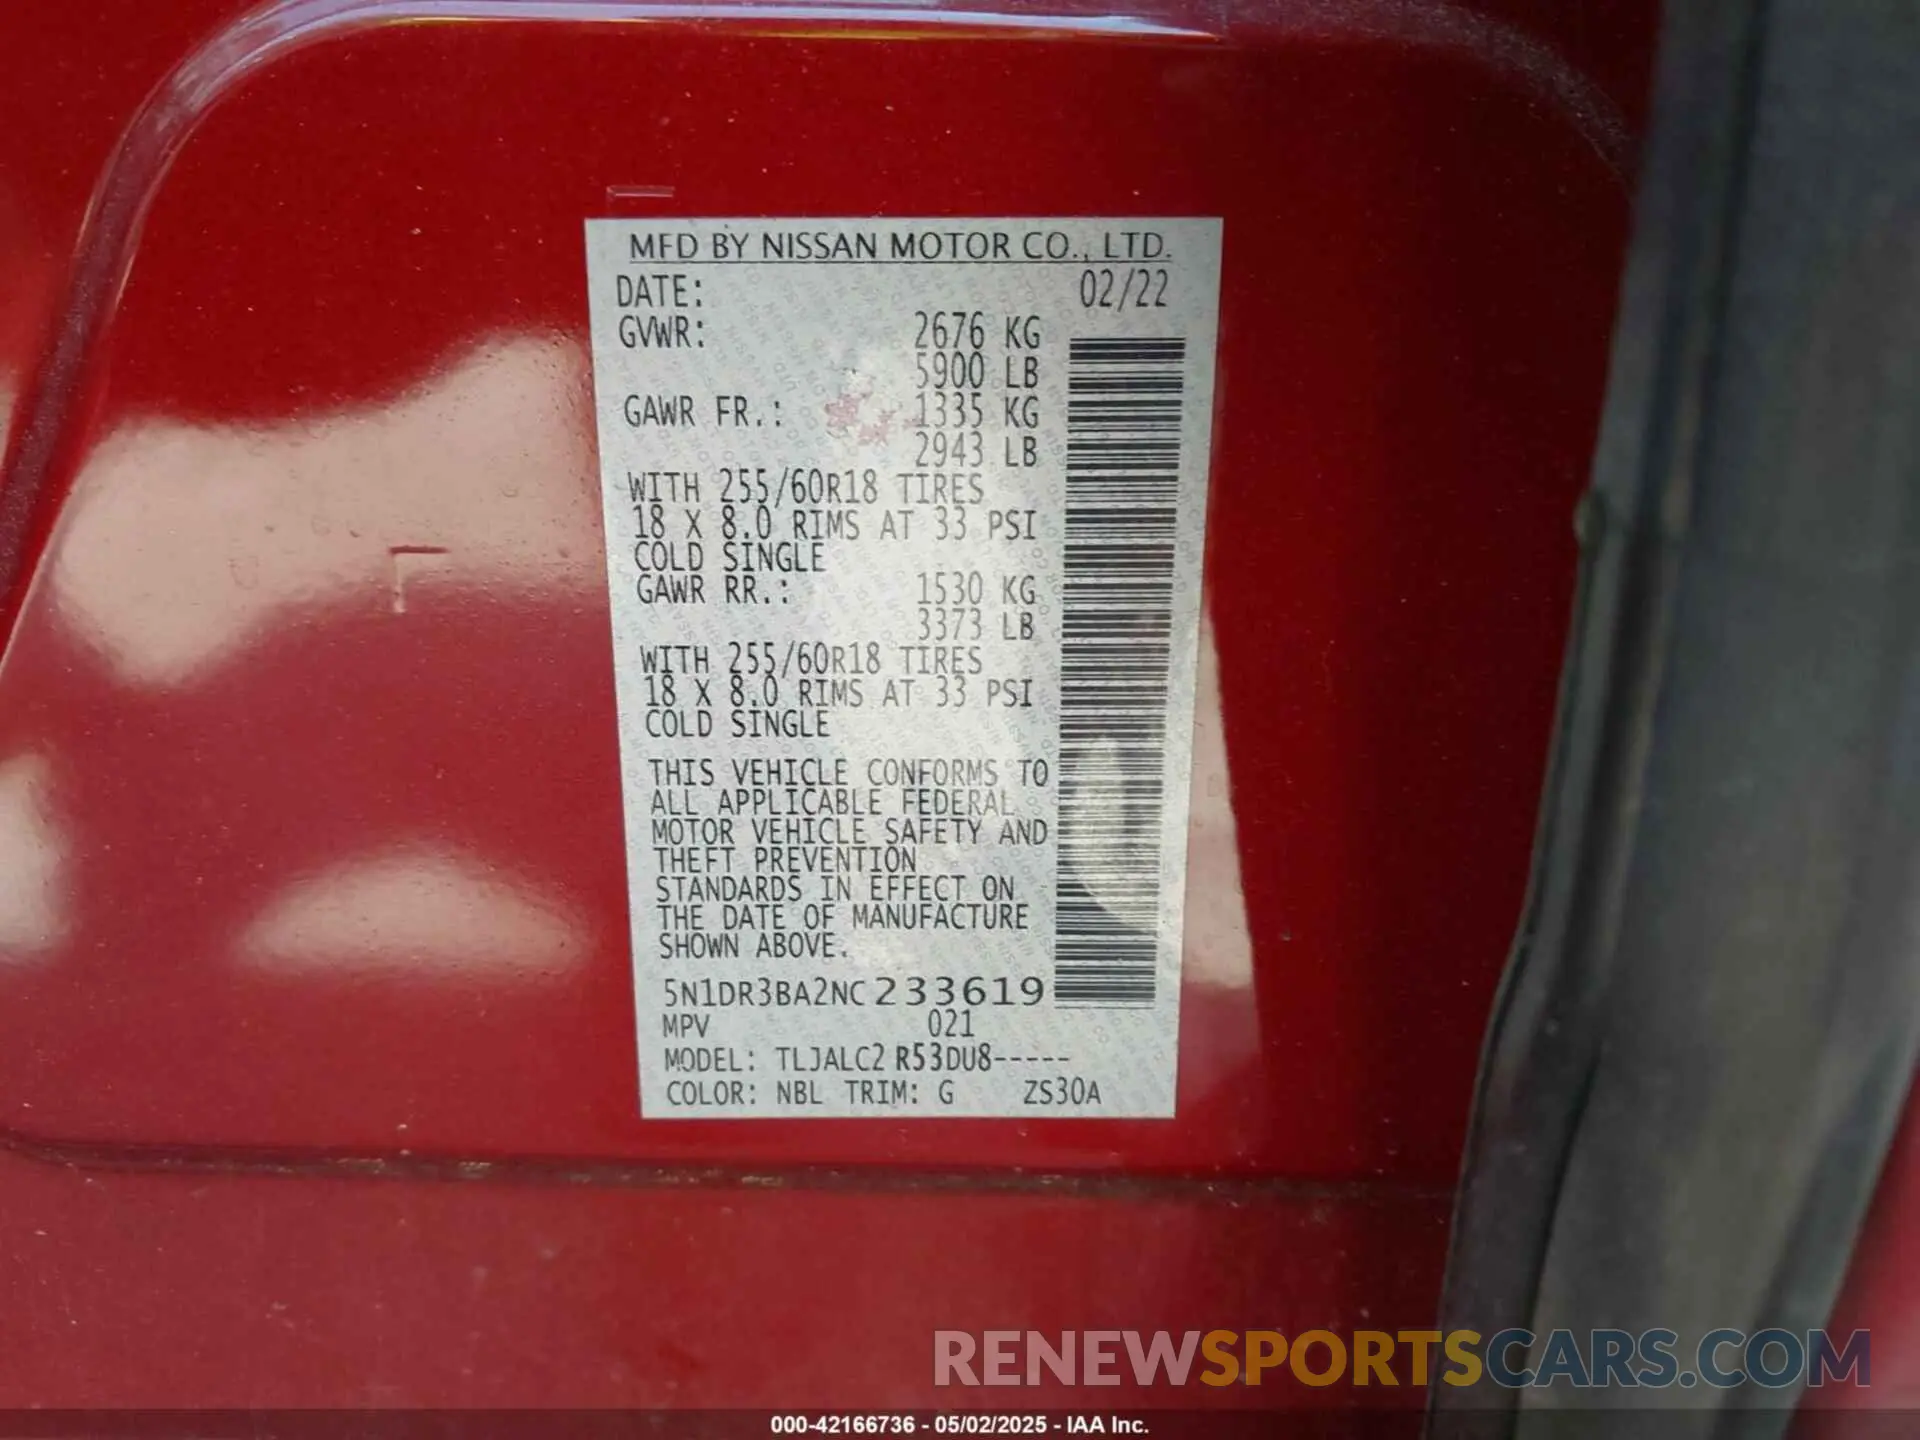 MFD BY NISSAN MOTOR CO., LTD.
DATE: 02/22
GVWR: 2676 KG
5900 LB
GAWR FR.: 1335 KG
2943 LB
WITH 255/60R18 TIRES
18 X 8.0 RIMS AT 33 PSI
COLD SINGLE
GAWR RR.: 1530 KG
3373 LB
WITH 255/60R18 TIRES
18 X 8.0 RIMS AT 33 PSI
COLD SINGLE
THIS VEHICLE CONFORMS TO
ALL APPLICABLE FEDERAL
MOTOR VEHICLE SAFETY AND
THEFT PREVENTION
STANDARDS IN EFFECT ON
THE DATE OF MANUFACTURE
SHOWN ABOVE.
5N1DR3BA2NC233619
MPV 021
MODEL: TLJALC2 R53DU8-----
COLOR: NBL TRIM: G ZS30A
RENEWSPORTSCARS.COM
000-42166736 - 05/02/2025 - IAA Inc.